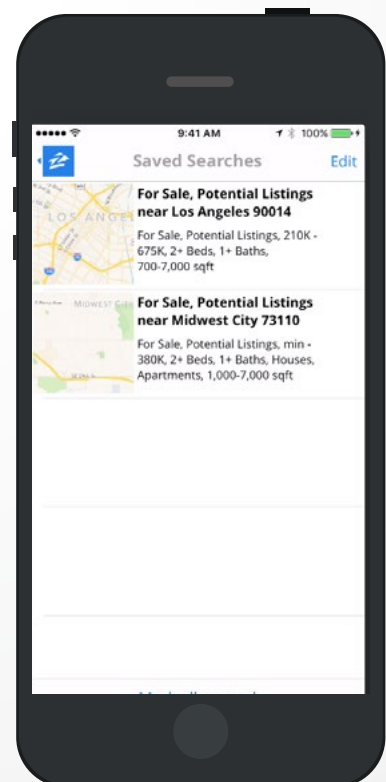 9:41 AM
100%
Saved Searches
Edit
LOS ANGE
For Sale, Potential Listings
near Los Angeles 90014
For Sale, Potential Listings, 210K -
675K, 2+ Beds, 1+ Baths,
700-7,000 sqft
MIDWEST CITY
For Sale, Potential Listings
near Midwest City 73110
For Sale, Potential Listings, min -
380K, 2+ Beds, 1+ Baths, Houses,
Apartments, 1,000-7,000 sqft